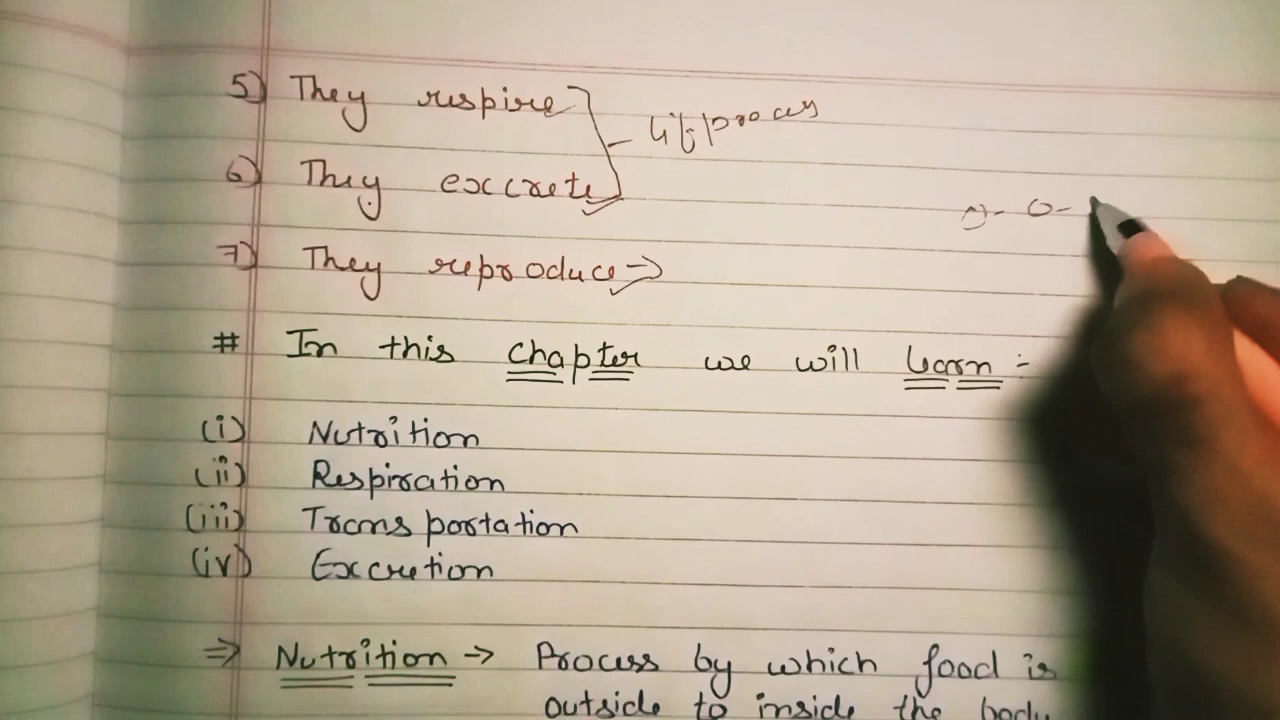 5) They respire
6) They excrete
7) They reproduce →
# In this chapter we will learn :-
(i) Nutrition
(ii) Respiration
(iii) Transportation
(iv) Excretion
⇒ Nutrition → Process by which food is
outside to inside the body